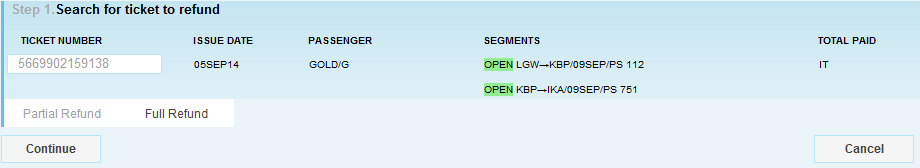 Step 1. Search for ticket to refund
TICKET NUMBER ISSUE DATE PASSENGER SEGMENTS TOTAL PAID
5669902159138 05SEP14 GOLD/G OPEN LGW→KBP/09SEP/PS 112 IT
OPEN KBP→IKA/09SEP/PS 751
Partial Refund Full Refund
Continue Cancel